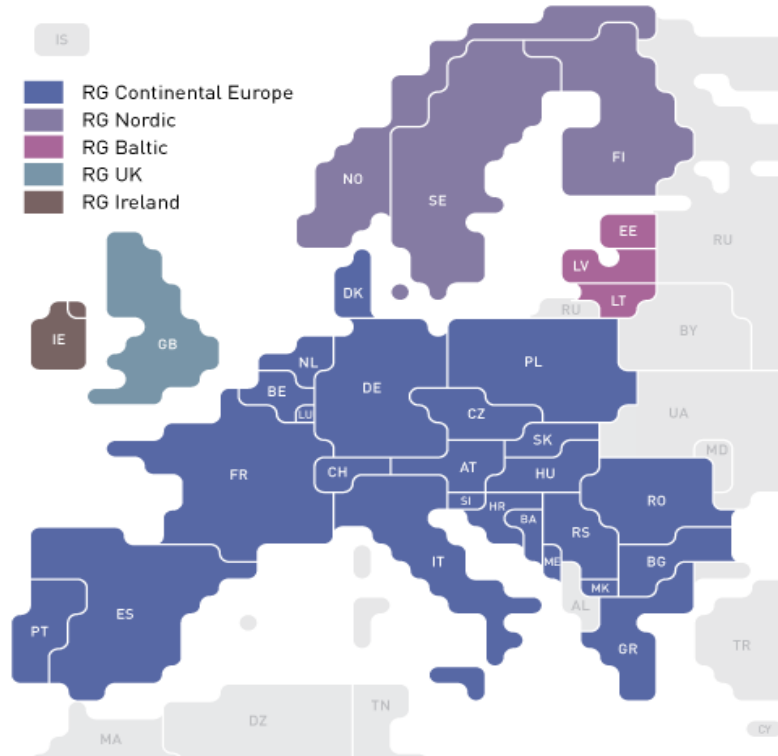 IS
RG Continental Europe
RG Nordic
RG Baltic
RG UK
RG Ireland
NO
SE
FI
RU
EE
LV
LT
RU
BY
DK
IE
GB
NL
BE
LU
DE
PL
CZ
UA
MD
SK
FR
CH
AT
HU
SI
HR
BA
RS
RO
IT
ME
MK
BG
AL
PT
ES
GR
TR
MA
DZ
TN
CY